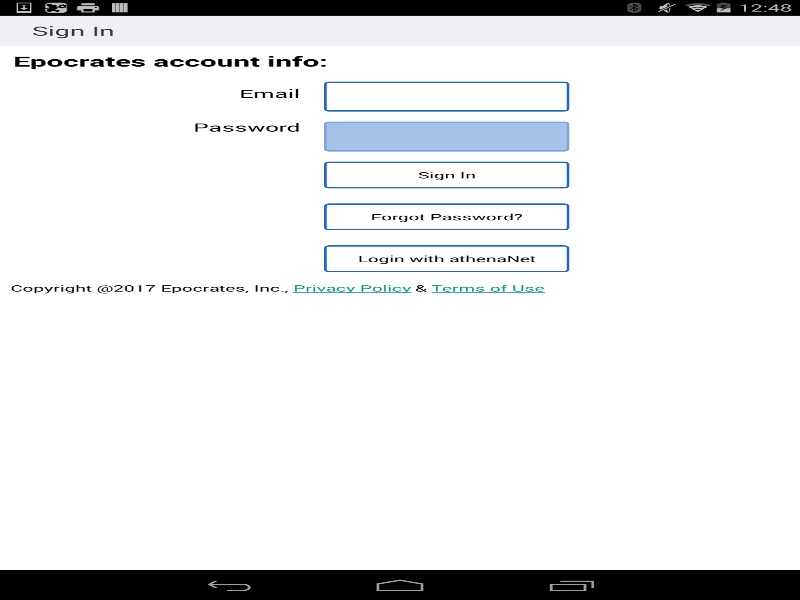 12:48
Sign In
Epocrates account info:
Email
Password
Sign In
Forgot Password?
Login with athenaNet
Copyright @2017 Epocrates, Inc., Privacy Policy & Terms of Use